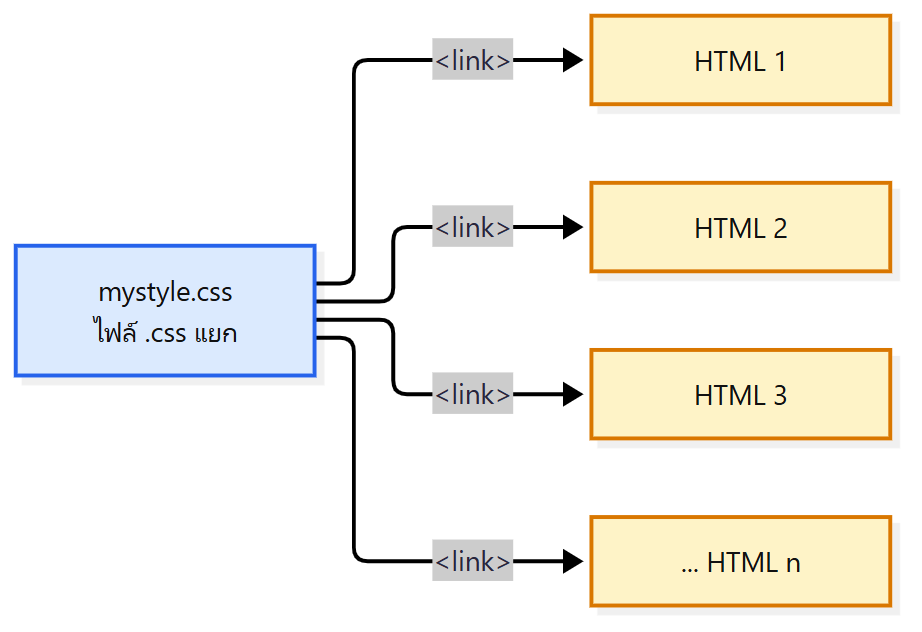 <link>
HTML 1
<link>
HTML 2
mystyle.css
ไฟล์ .css แยก
<link>
HTML 3
<link>
... HTML n